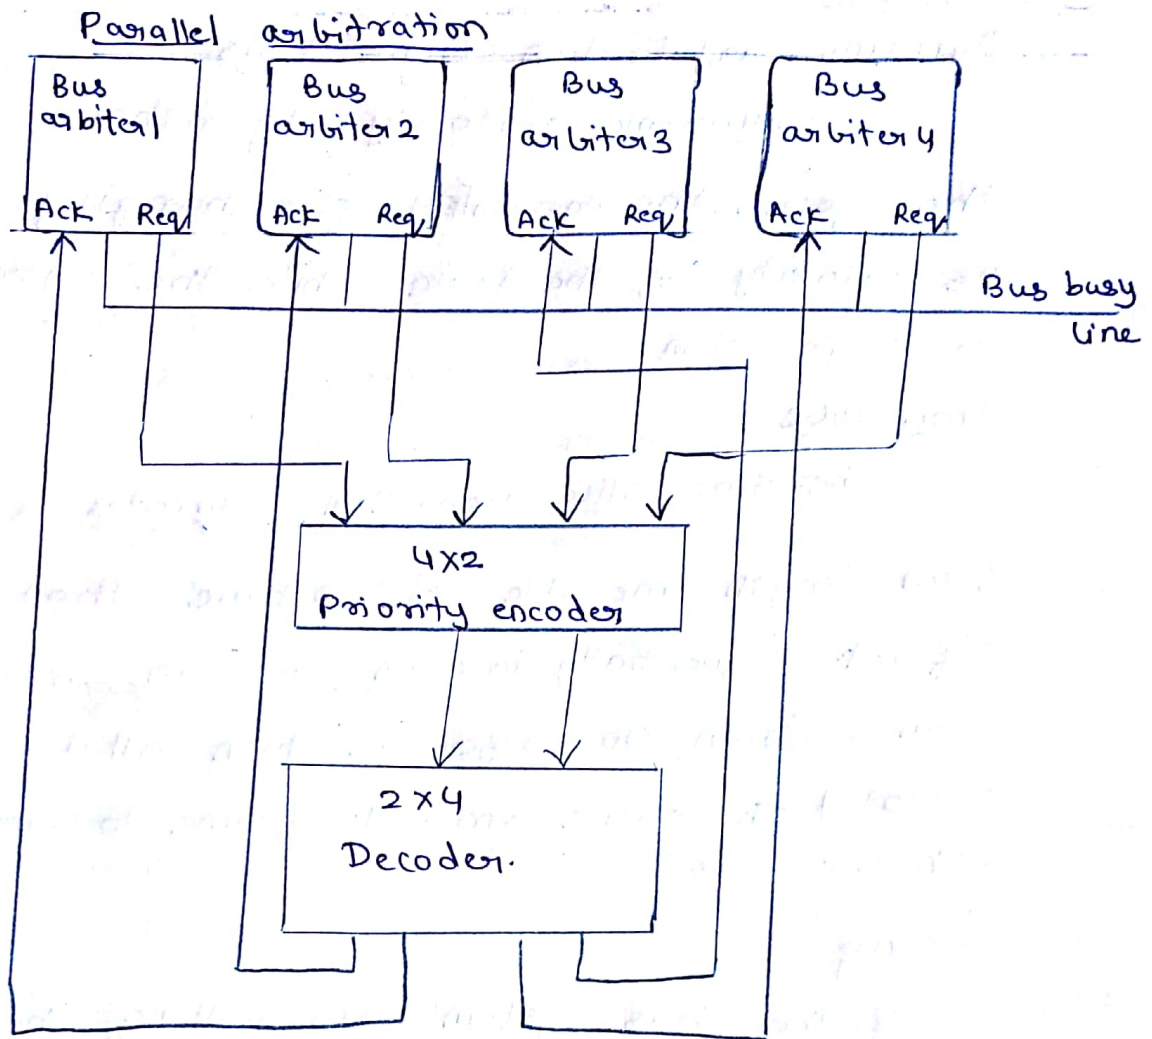 Parallel arbitration
Bus
arbiter1
Ack Req
Bus
arbiter2
Ack Req
Bus
arbiter3
Ack Req
Bus
arbiter4
Ack Req
Bus busy
line
4X2
Priority encoder
2X4
Decoder.